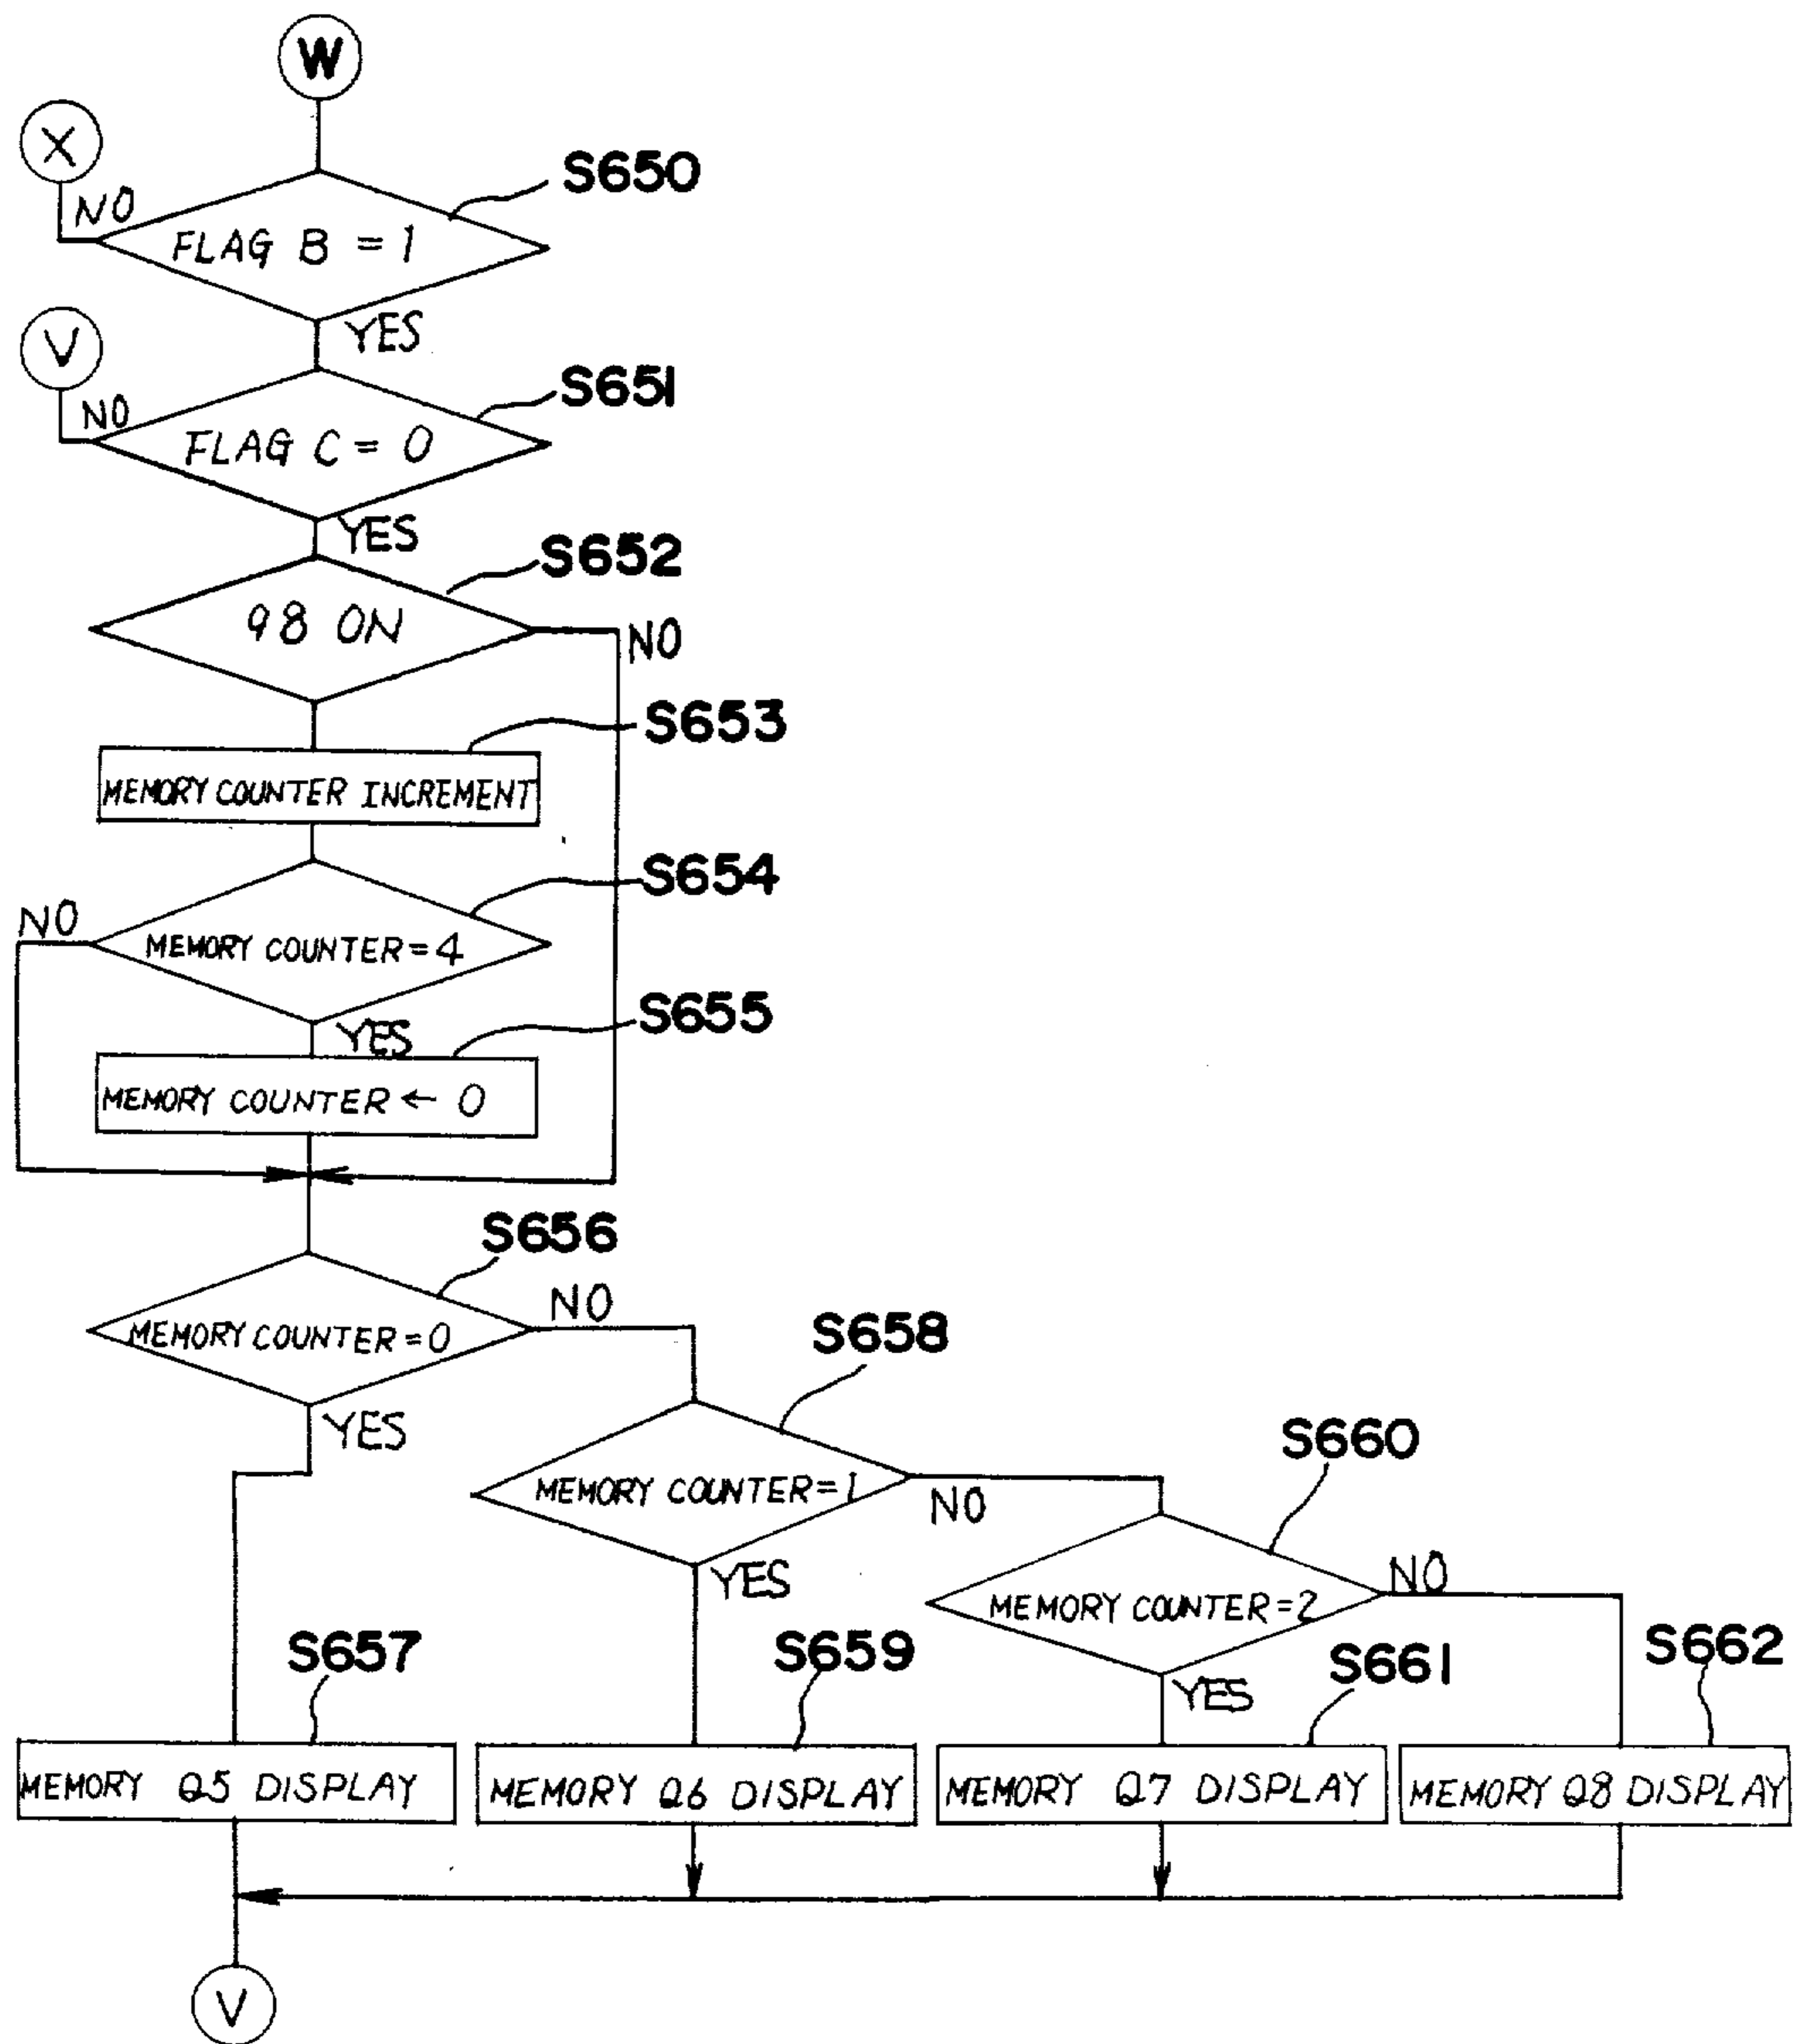 W
X
S650
NO
FLAG B = 1
V
YES
S651
NO
FLAG C = 0
YES
S652
98 ON
NO
S653
MEMORY COUNTER INCREMENT
S654
NO
MEMORY COUNTER = 4
S655
YES
MEMORY COUNTER ← 0
S656
NO
MEMORY COUNTER = 0
S658
YES
S660
MEMORY COUNTER = 1
NO
NO
YES
MEMORY COUNTER = 2
S657
S659
S661
S662
YES
MEMORY Q5 DISPLAY
MEMORY Q6 DISPLAY
MEMORY Q7 DISPLAY
MEMORY Q8 DISPLAY
V